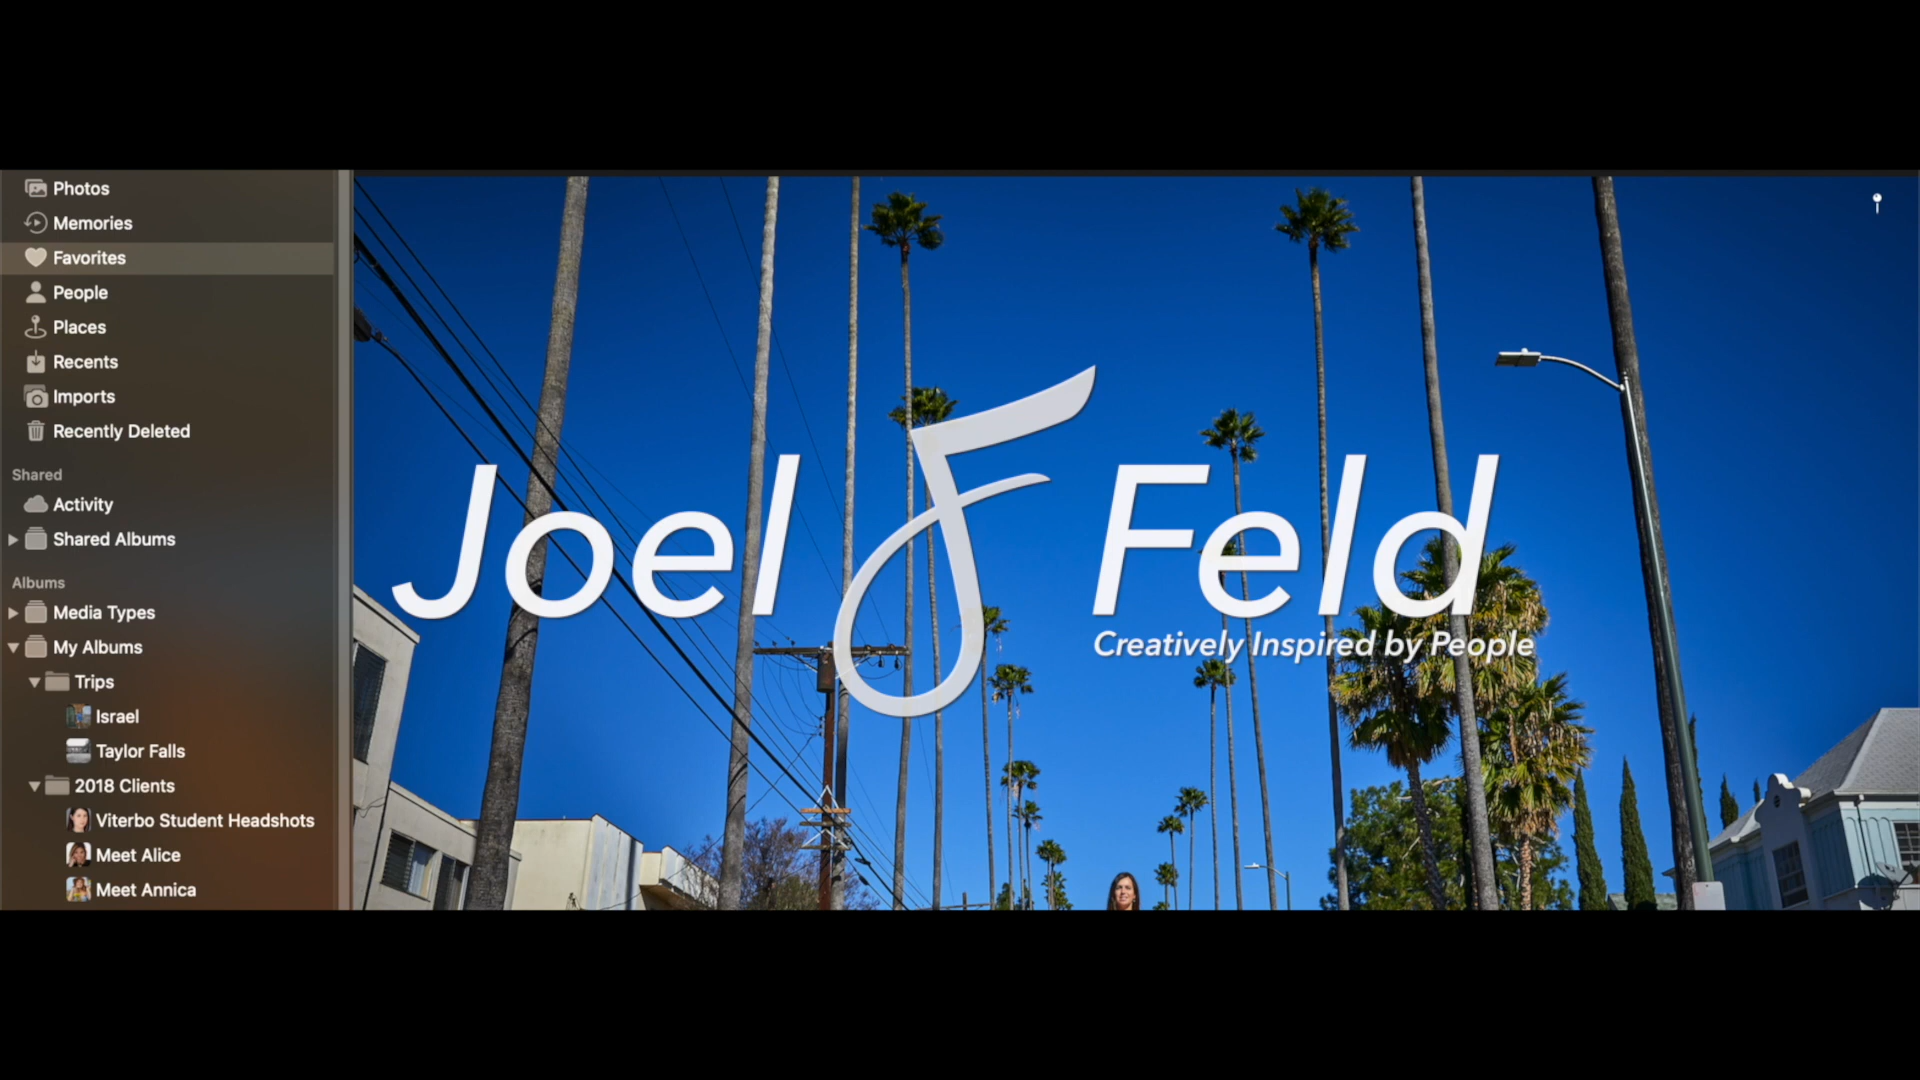 Photos
Memories
Favorites
People
Places
Recents
Imports
Recently Deleted
Shared
Activity
Shared Albums
Albums
Media Types
My Albums
Trips
Israel
Taylor Falls
2018 Clients
Viterbo Student Headshots
Meet Alice
Meet Annica
Joel F Feld
Creatively Inspired by People